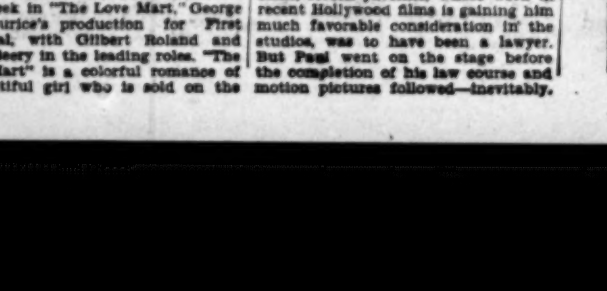 eek in "The Love Mart," George
urice's production for First
al, with Gilbert Roland and
eery in the leading roles. "The
Mart" is a colorful romance of
tiful girl who is sold on the
recent Hollywood films is gaining him
much favorable consideration in the
studios, was to have been a lawyer.
But Paul went on the stage before
the completion of his law course and
motion pictures followed—inevitably.